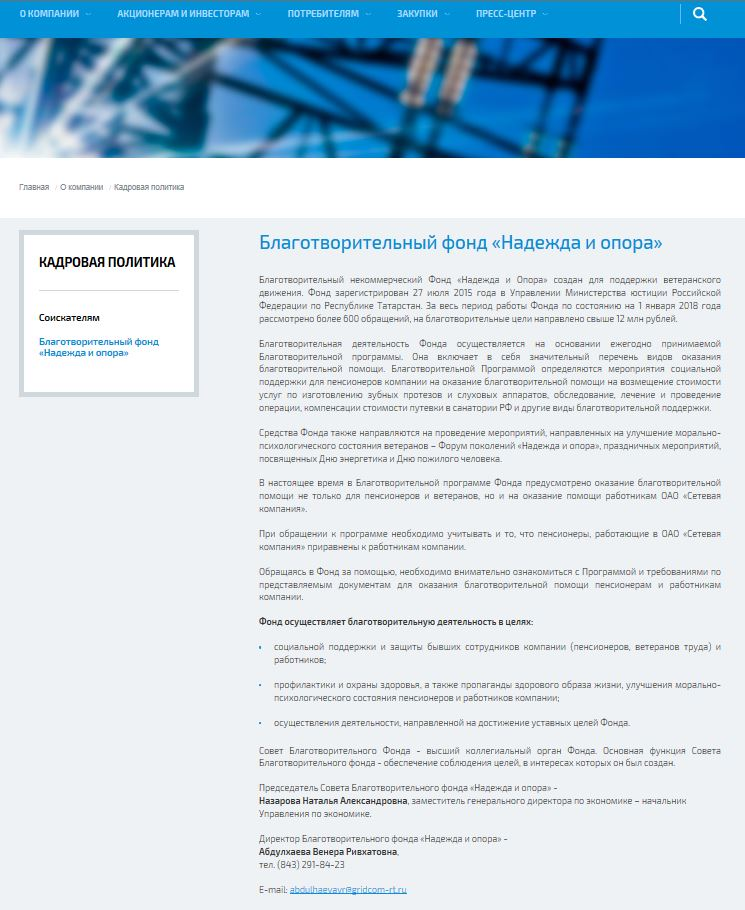 О КОМПАНИИ АКЦИОНЕРАМ И ИНВЕСТОРАМ ПОТРЕБИТЕЛЯМ ЗАКУПКИ ПРЕСС-ЦЕНТР
Главная / О компании / Кадровая политика
КАДРОВАЯ ПОЛИТИКА
Соискателям
Благотворительный фонд
«Надежда и опора»
Благотворительный фонд «Надежда и опора»
Благотворительный некоммерческий Фонд «Надежда и Опора» создан для поддержки ветеранского
движения. Фонд зарегистрирован 27 июля 2015 года в Управлении Министерства юстиции Российской
Федерации по Республике Татарстан. За весь период работы Фонда по состоянию на 1 января 2018 года
рассмотрено более 600 обращений, на благотворительные цели направлено свыше 12 млн рублей.
Благотворительная деятельность Фонда осуществляется на основании ежегодно принимаемой
Благотворительной программы. Она включает в себя значительный перечень видов оказания
благотворительной помощи. Благотворительной Программой определяются мероприятия социальной
поддержки для пенсионеров компании на оказание благотворительной помощи на возмещение стоимости
услуг по изготовлению зубных протезов и слуховых аппаратов, обследование, лечение и проведение
операции, компенсации стоимости путевки в санатории РФ и другие виды благотворительной поддержки.
Средства Фонда также направляются на проведение мероприятий, направленных на улучшение морально-
психологического состояния ветеранов – Форум поколений «Надежда и опора», праздничных мероприятий,
посвященных Дню энергетика и Дню пожилого человека.
В настоящее время в Благотворительной программе Фонда предусмотрено оказание благотворительной
помощи не только для пенсионеров и ветеранов, но и на оказание помощи работникам ОАО «Сетевая
компания».
При обращении к программе необходимо учитывать и то, что пенсионеры, работающие в ОАО «Сетевая
компания» приравнены к работникам компании.
Обращаясь в Фонд за помощью, необходимо внимательно ознакомиться с Программой и требованиями по
представляемым документам для оказания благотворительной помощи пенсионерам и работникам
компании.
Фонд осуществляет благотворительную деятельность в целях:
социальной поддержки и защиты бывших сотрудников компании (пенсионеров, ветеранов труда) и
работников;
профилактики и охраны здоровья, а также пропаганды здорового образа жизни, улучшения морально-
психологического состояния пенсионеров и работников компании;
осуществления деятельности, направленной на достижение уставных целей Фонда.
Совет Благотворительного Фонда - высший коллегиальный орган Фонда. Основная функция Совета
Благотворительного фонда - обеспечение соблюдения целей, в интересах которых он был создан.
Председатель Совета Благотворительного фонда «Надежда и опора» -
Назарова Наталья Александровна, заместитель генерального директора по экономике – начальник
Управления по экономике.
Директор Благотворительного фонда «Надежда и опора» -
Абдулхаева Венера Ривхатовна,
тел. (843) 291-84-23
E-mail: abdulhaevavr@gridcom-rt.ru